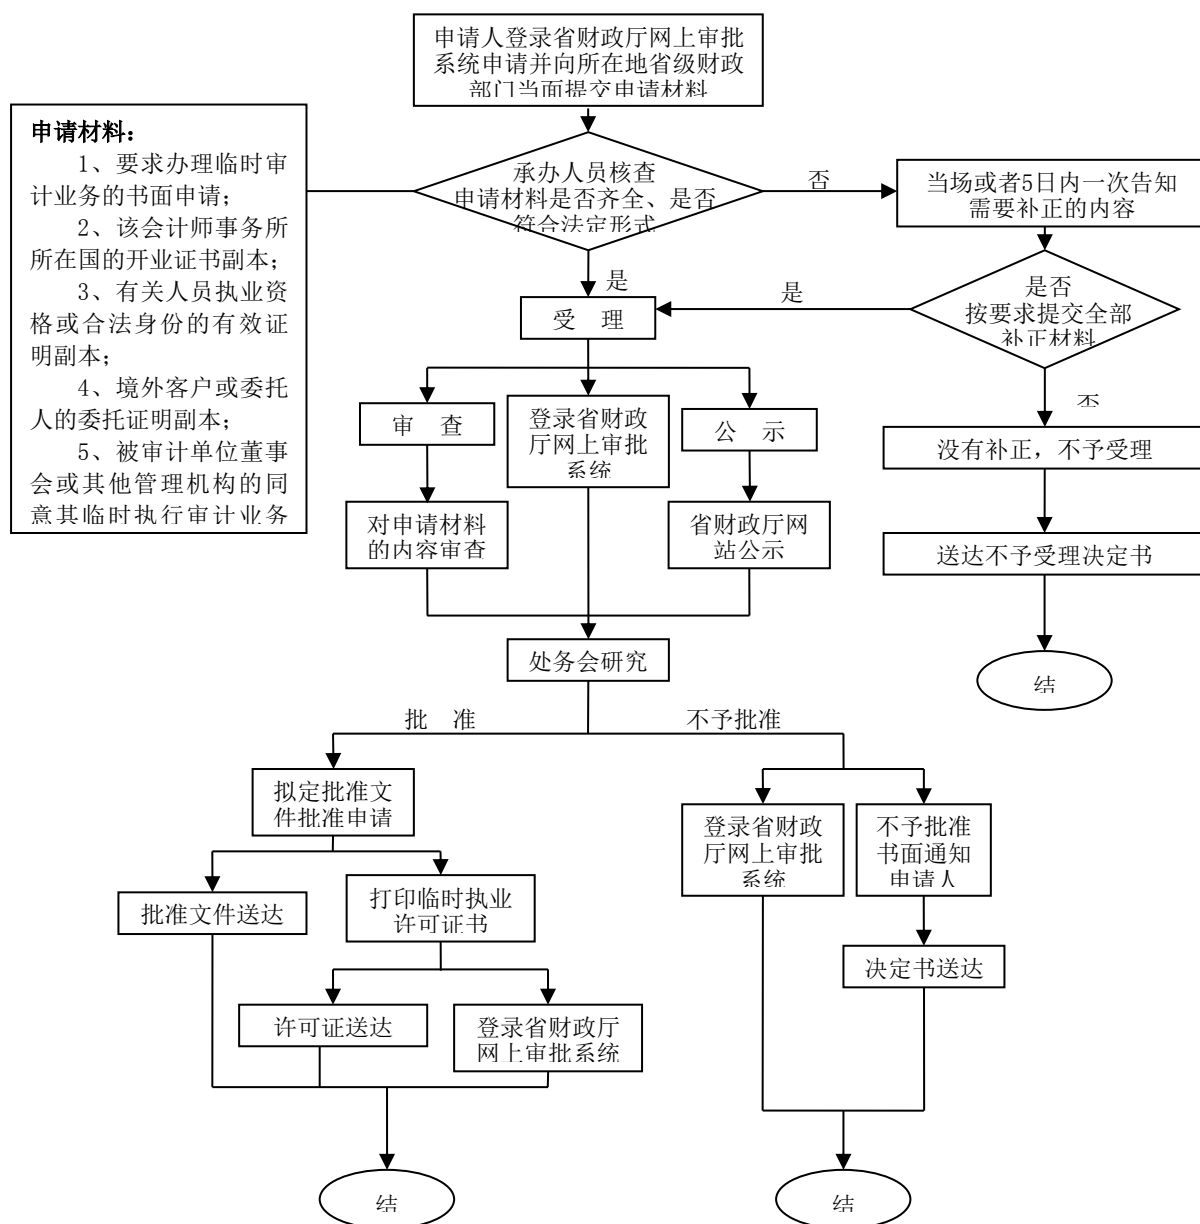 申请人登录省财政厅网上审批
系统申请并向所在地省级财政
部门当面提交申请材料
申请材料：
1、要求办理临时审
计业务的书面申请；
2、该会计师事务所
所在国的开业证书副本；
3、有关人员执业资
格或合法身份的有效证
明副本；
4、境外客户或委托
人的委托证明副本；
5、被审计单位董事
会或其他管理机构的同
意其临时执行审计业务
承办人员核查
申请材料是否齐全、是否
符合法定形式
否
当场或者5日内一次告知
需要补正的内容
是
受 理
是
是否
按要求提交全部
补正材料
否
审 查
登录省财政
厅网上审批
系统
公 示
没有补正，不予受理
对申请材料
的内容审查
省财政厅网
站公示
送达不予受理决定书
处务会研究
结
批 准
不予批准
拟定批准文
件批准申请
登录省财政
厅网上审批
系统
不予批准
书面通知
申请人
批准文件送达
打印临时执业
许可证书
决定书送达
许可证送达
登录省财政厅
网上审批系统
结
结